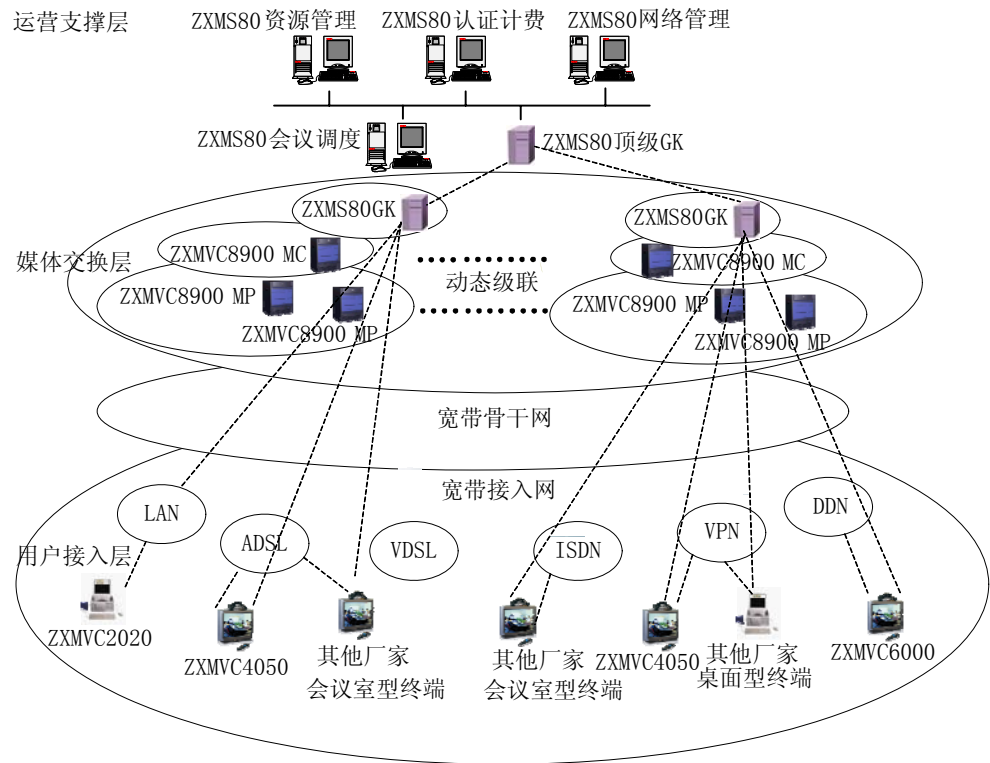 运营支撑层
ZXMS80资源管理
ZXMS80认证计费
ZXMS80网络管理
ZXMS80会议调度
ZXMS80顶级GK
ZXMS80GK
ZXMS80GK
媒体交换层
ZXMVC8900 MC
ZXMVC8900 MC
动态级联
ZXMVC8900 MP
ZXMVC8900 MP
ZXMVC8900 MP
ZXMVC8900 MP
宽带骨干网
宽带接入网
LAN
ADSL
VDSL
ISDN
VPN
DDN
用户接入层
ZXMVC2020
ZXMVC4050
其他厂家
会议室型终端
其他厂家
会议室型终端
ZXMVC4050
其他厂家
桌面型终端
ZXMVC6000